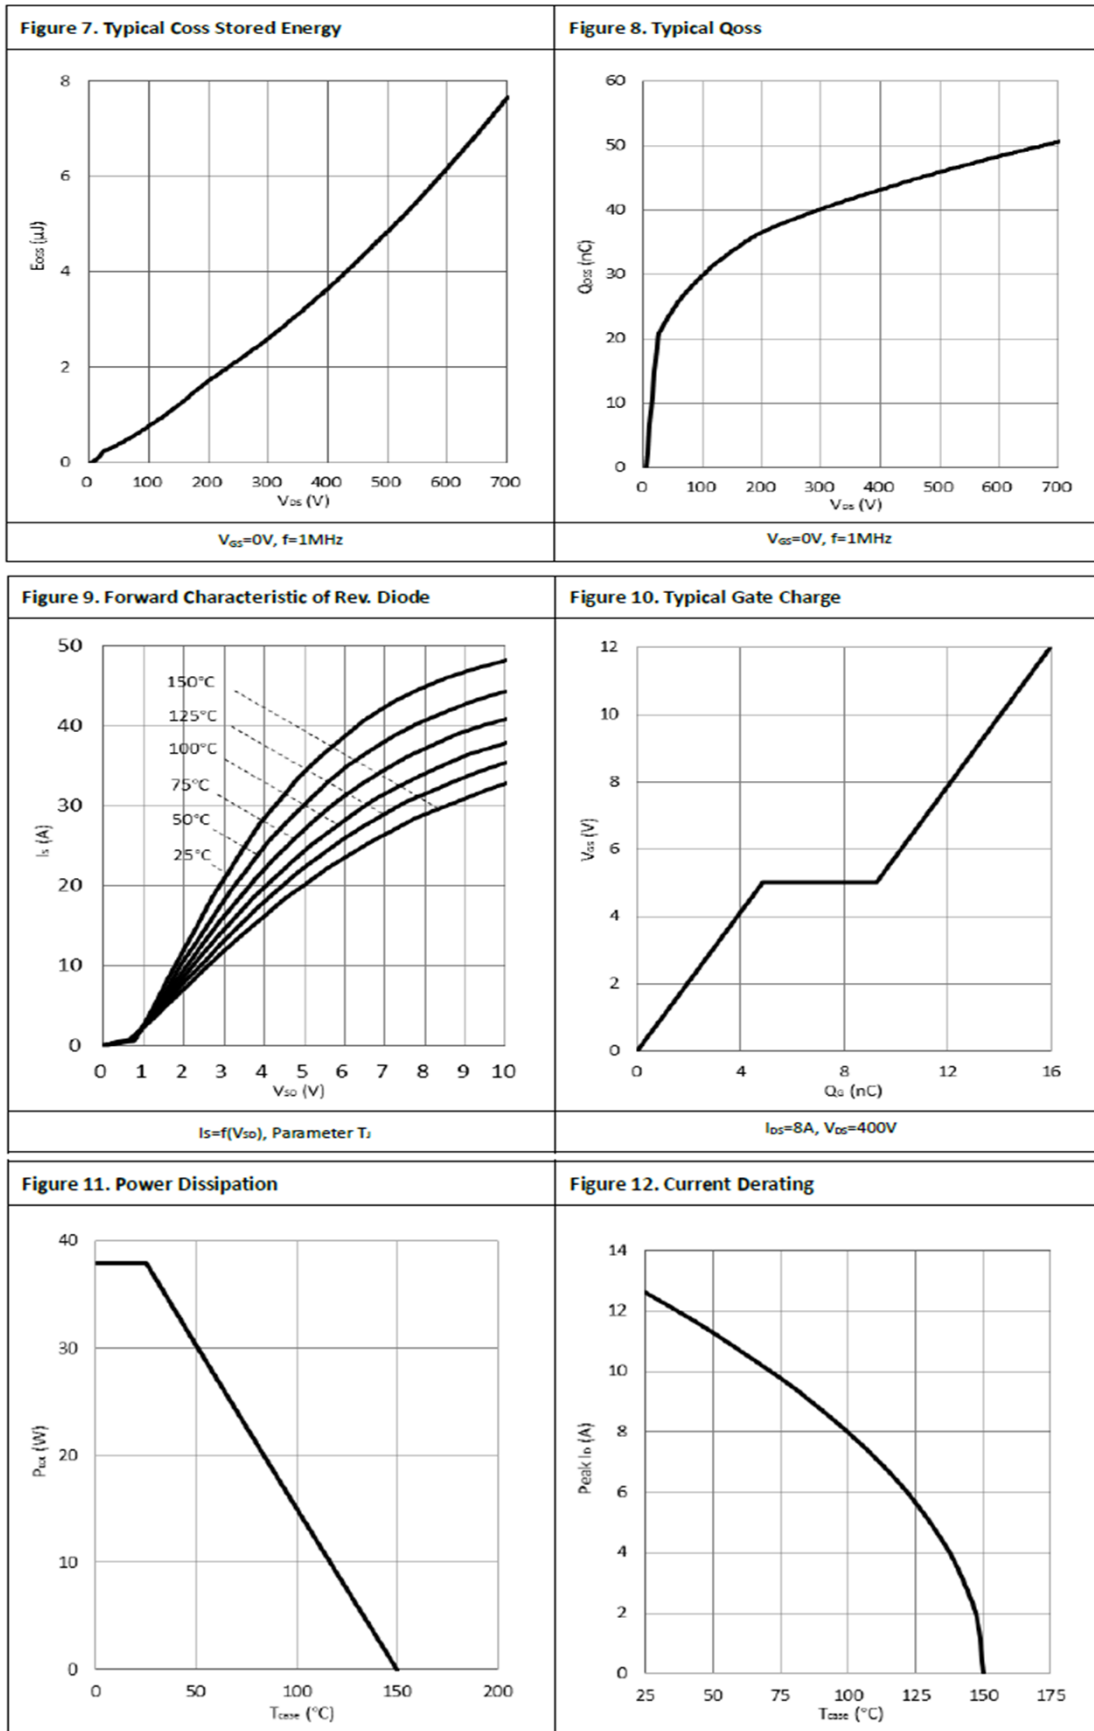 Figure 7. Typical Coss Stored Energy
8
6
4
2
0
Eoss (μJ)
0 100 200 300 400 500 600 700
VDS (V)
VGS=0V, f=1MHz
Figure 8. Typical Qoss
60
50
40
30
20
10
0
Qoss (nC)
0 100 200 300 400 500 600 700
VDS (V)
VGS=0V, f=1MHz
Figure 9. Forward Characteristic of Rev. Diode
50
40
30
20
10
0
IS (A)
150°C
125°C
100°C
75°C
50°C
25°C
0 1 2 3 4 5 6 7 8 9 10
VSD (V)
IS=f(VSD), Parameter TJ
Figure 10. Typical Gate Charge
12
10
8
6
4
2
0
VGS (V)
0 4 8 12 16
QG (nC)
IDS=8A, VDS=400V
Figure 11. Power Dissipation
40
30
20
10
0
Ptot (W)
0 50 100 150 200
Tcase (°C)
Figure 12. Current Derating
14
12
10
8
6
4
2
0
Peak ID (A)
25 50 75 100 125 150 175
Tcase (°C)